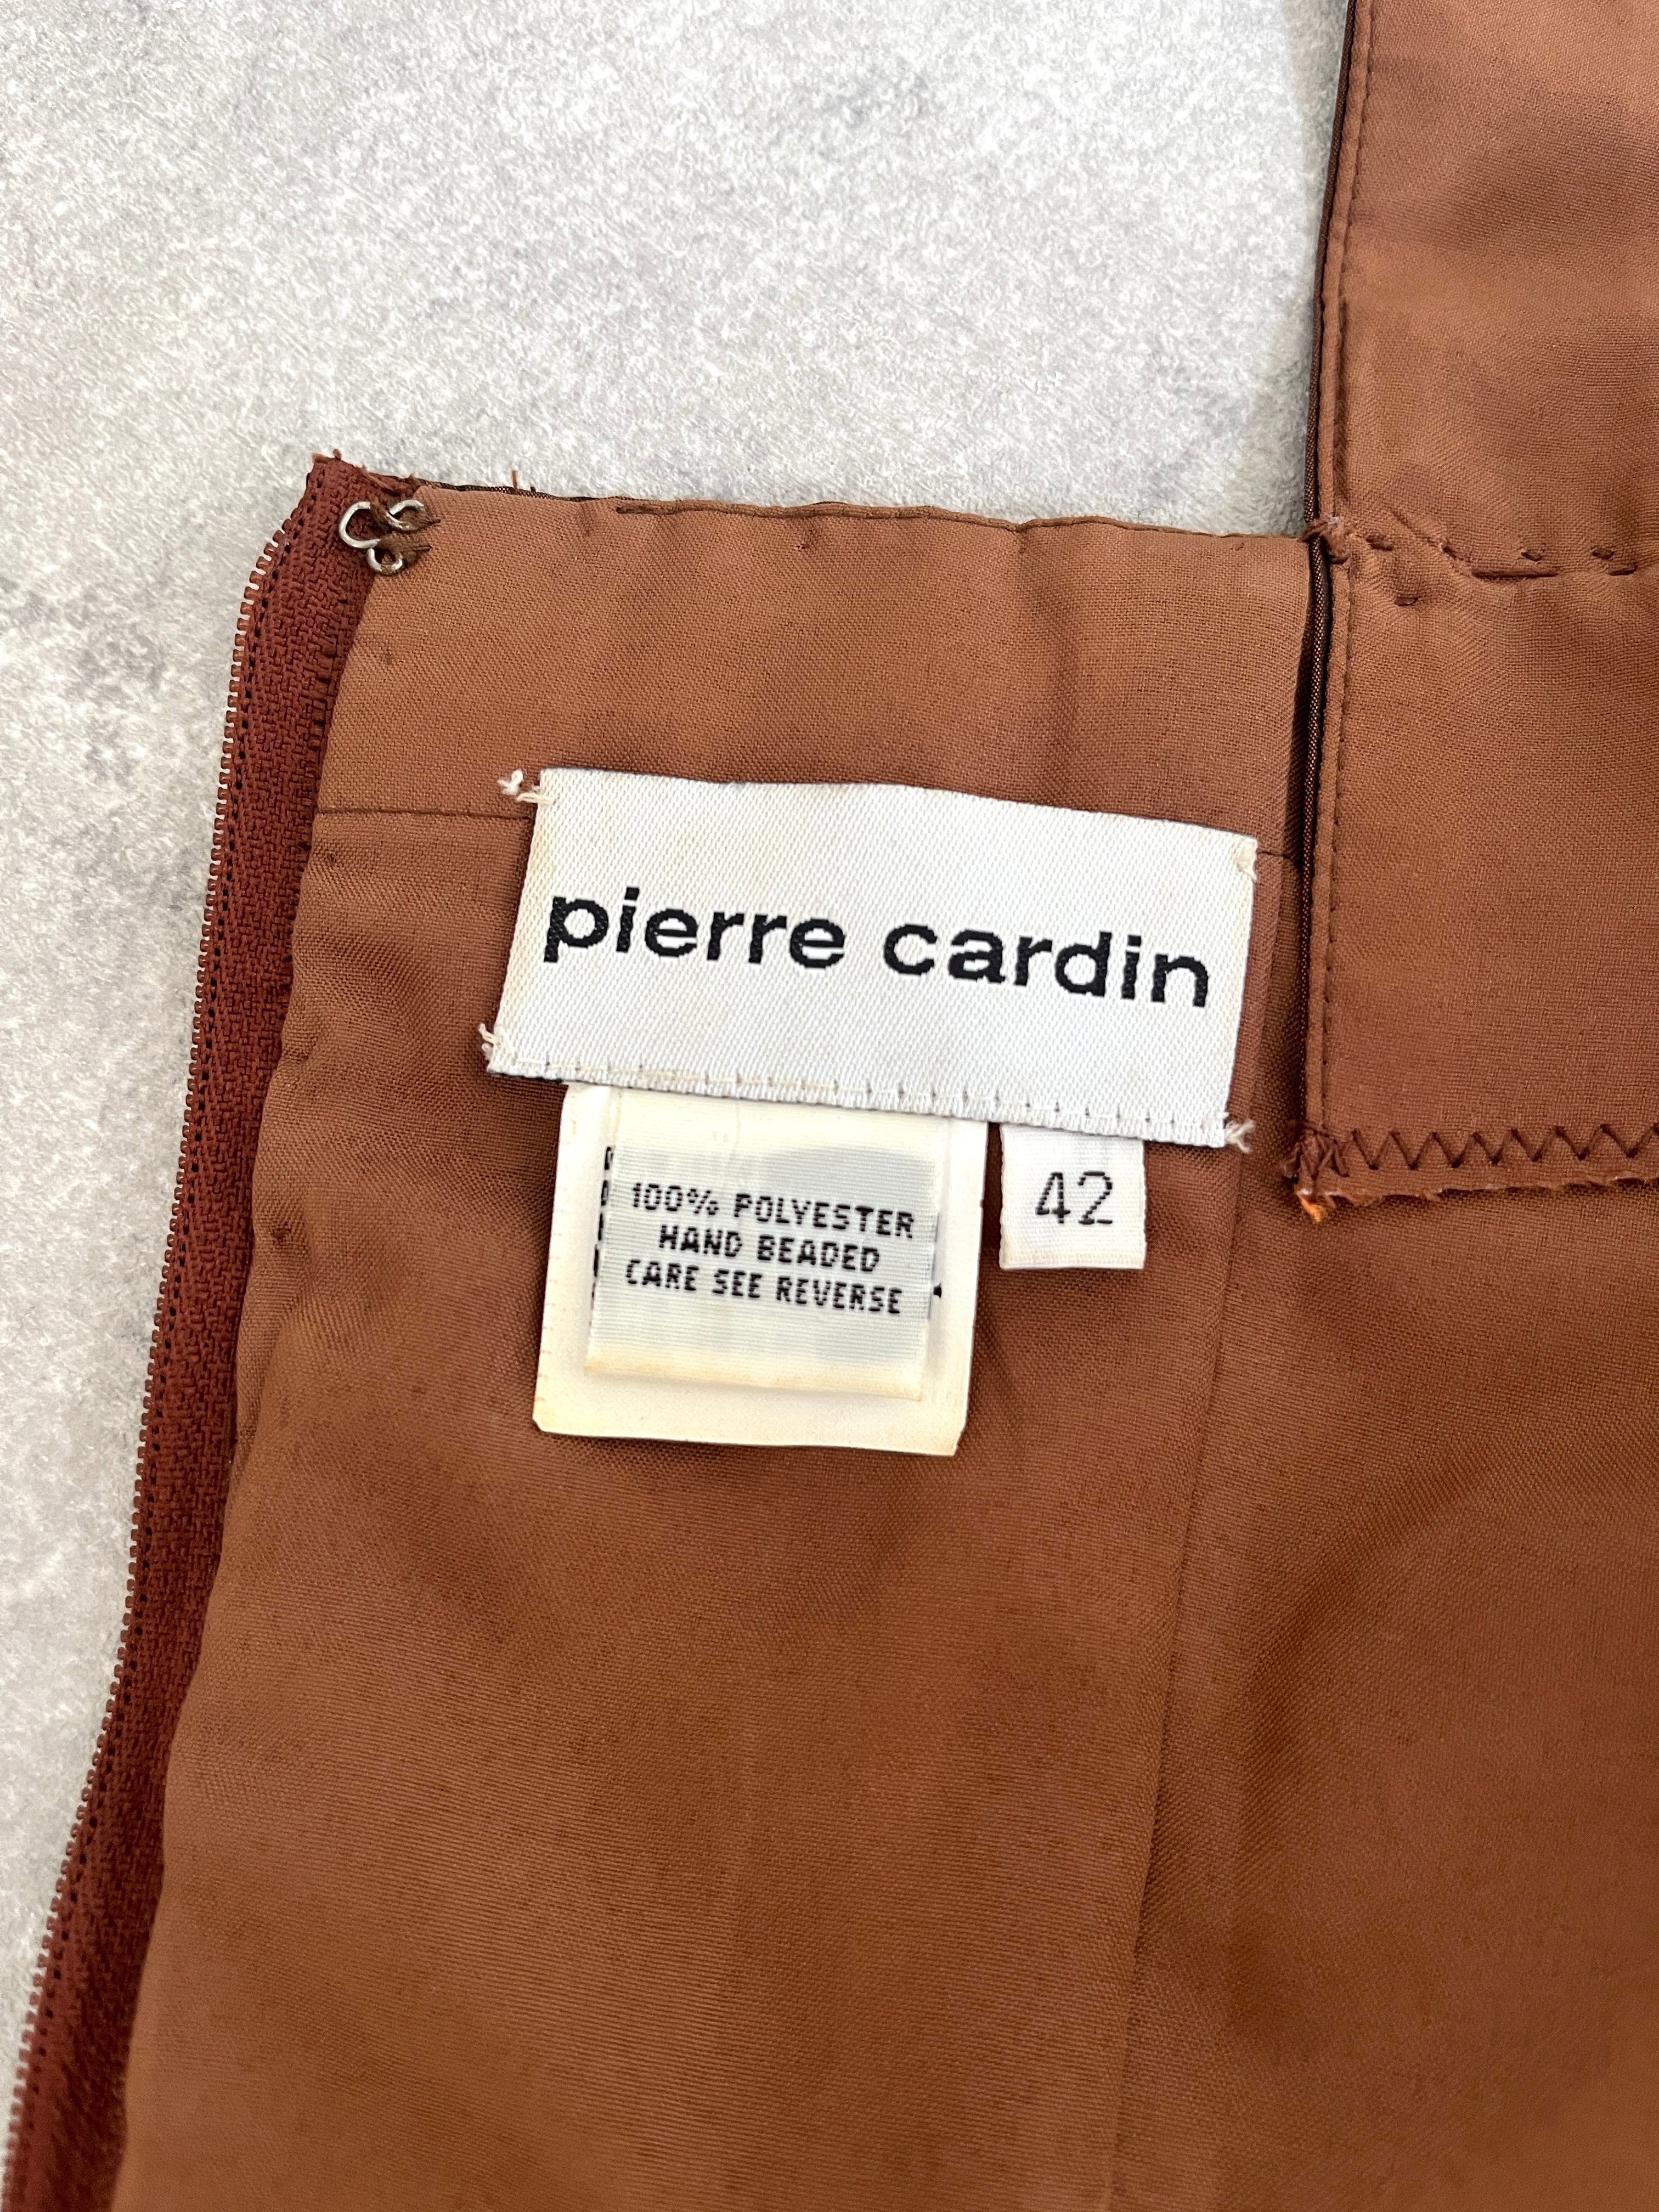 pierre cardin
100% POLYESTER
HAND BEADED
CARE SEE REVERSE
42